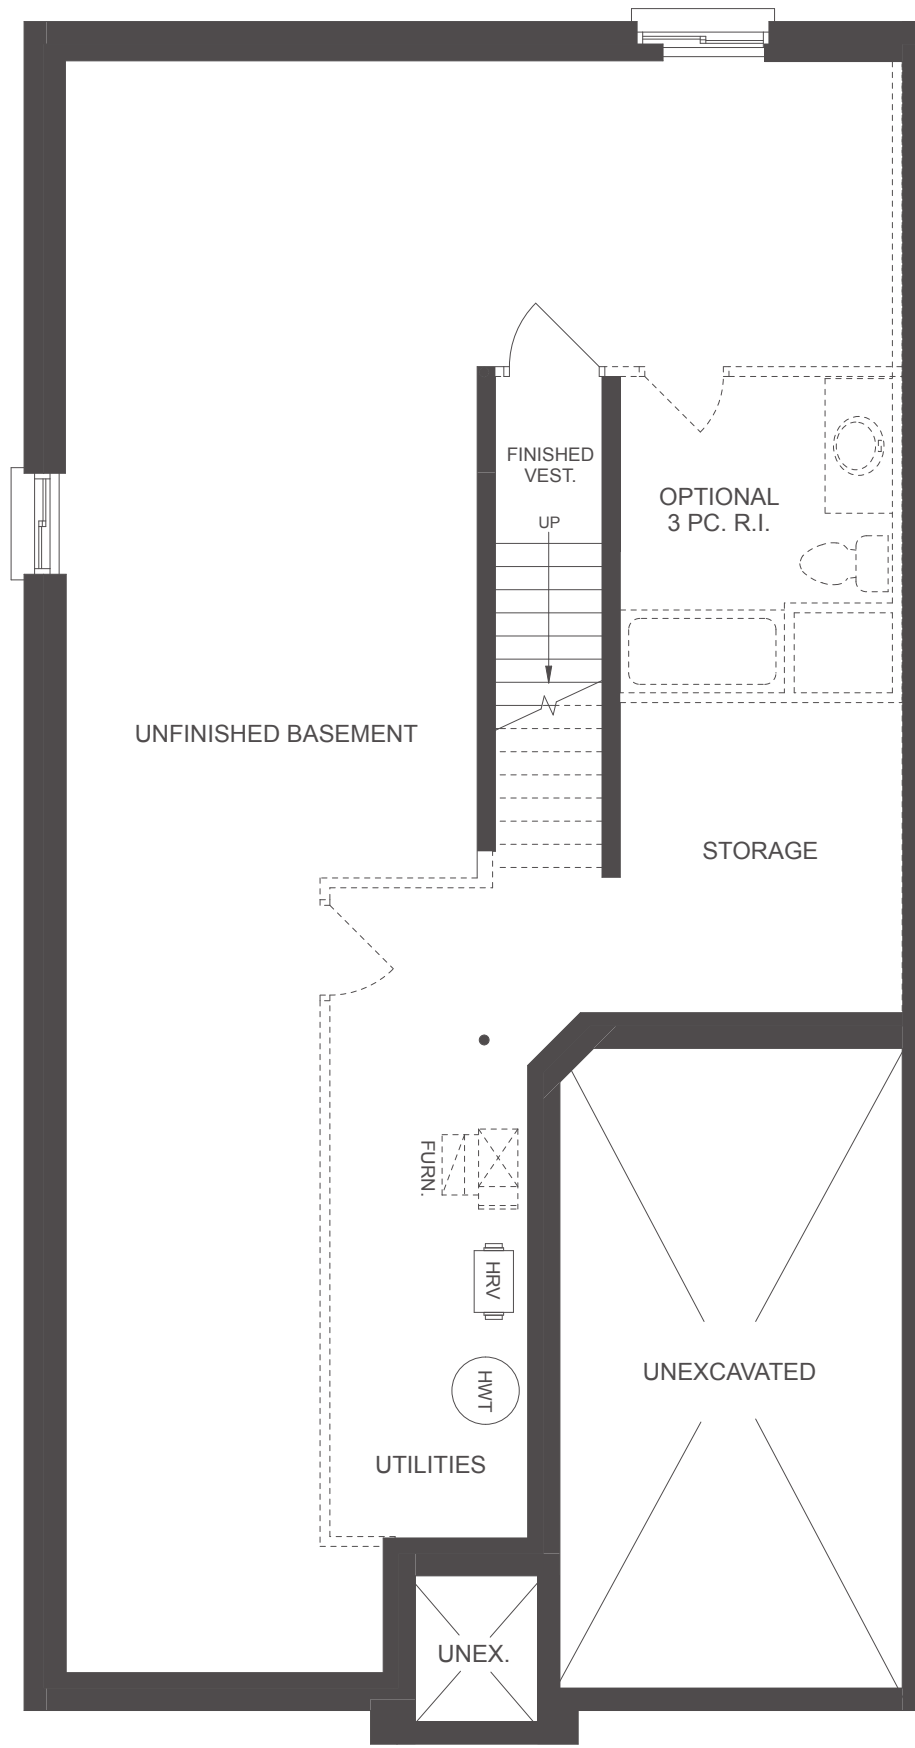 FINISHED
VEST.
UP
OPTIONAL
3 PC. R.I.
UNFINISHED BASEMENT
STORAGE
FURN.
HRV
HWT
UNEXCAVATED
UTILITIES
UNEX.